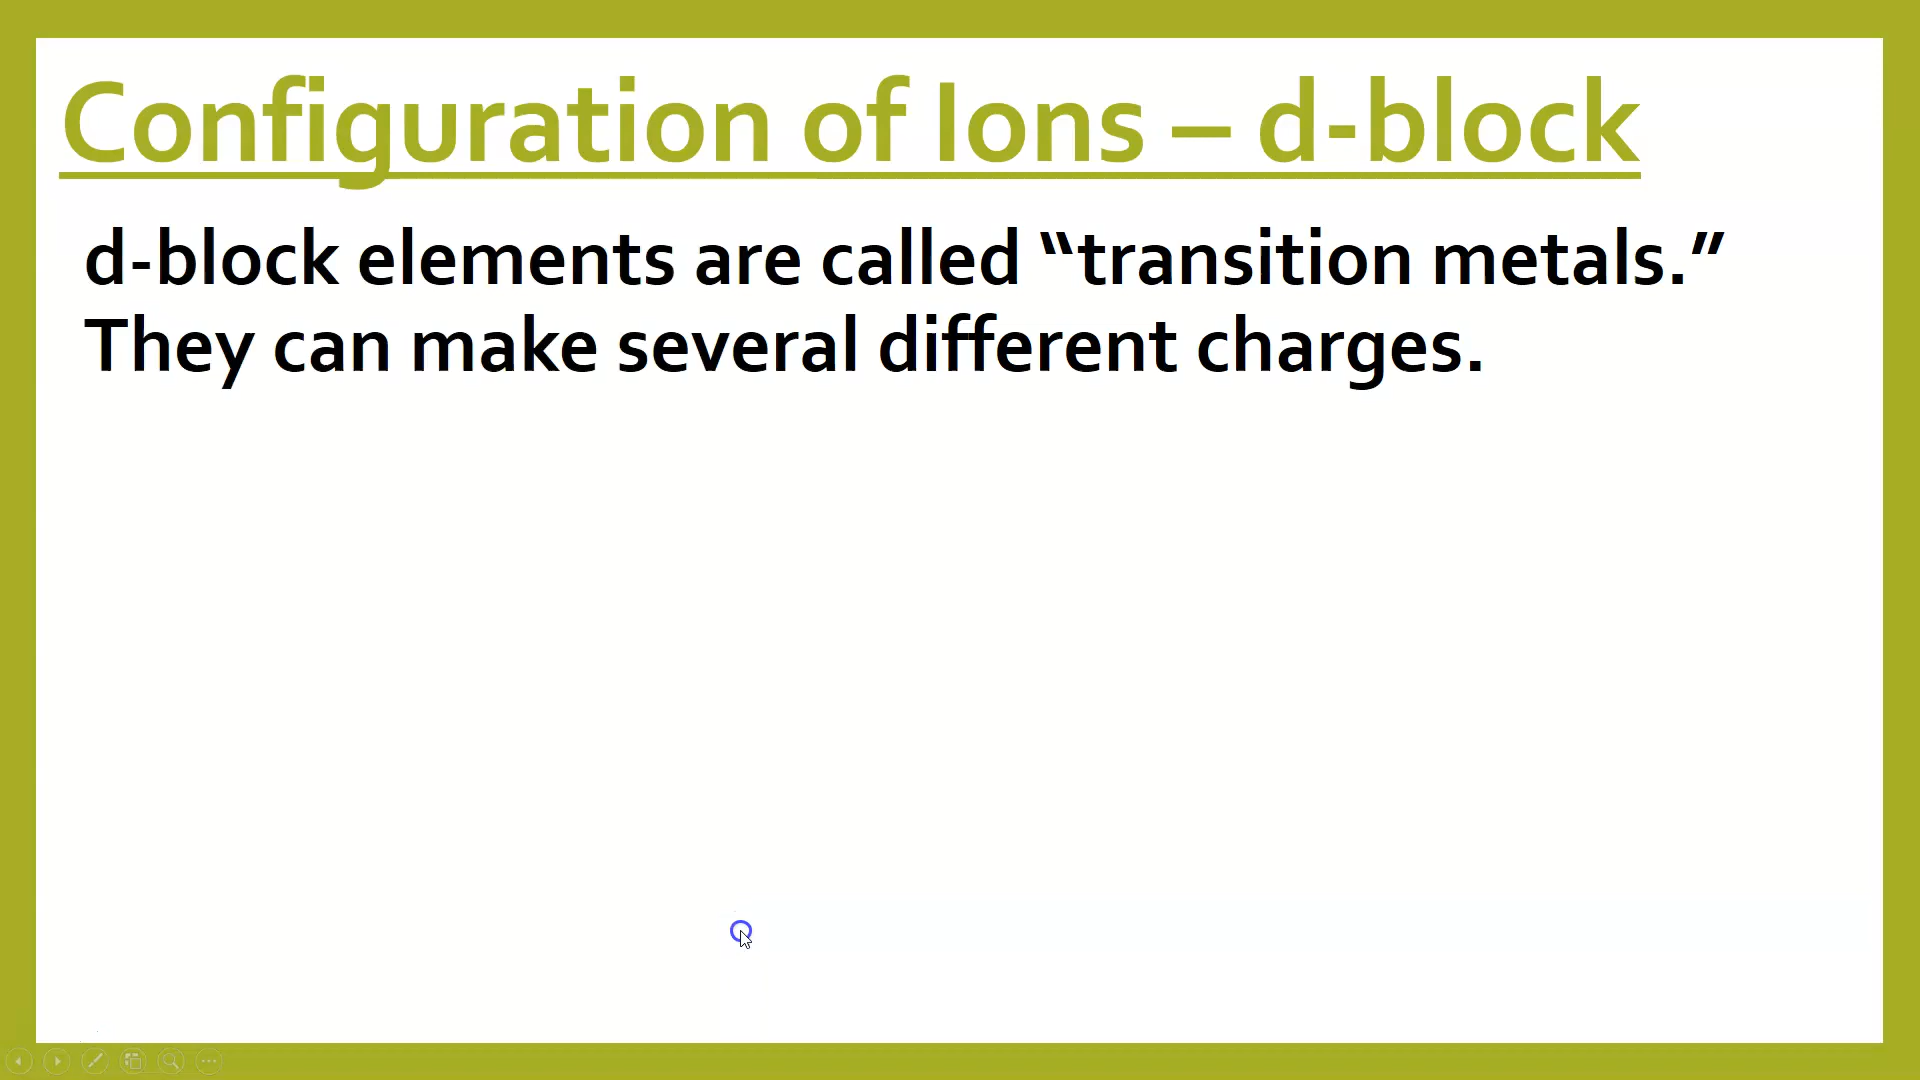 Configuration of Ions – d-block
d-block elements are called “transition metals.”
They can make several different charges.